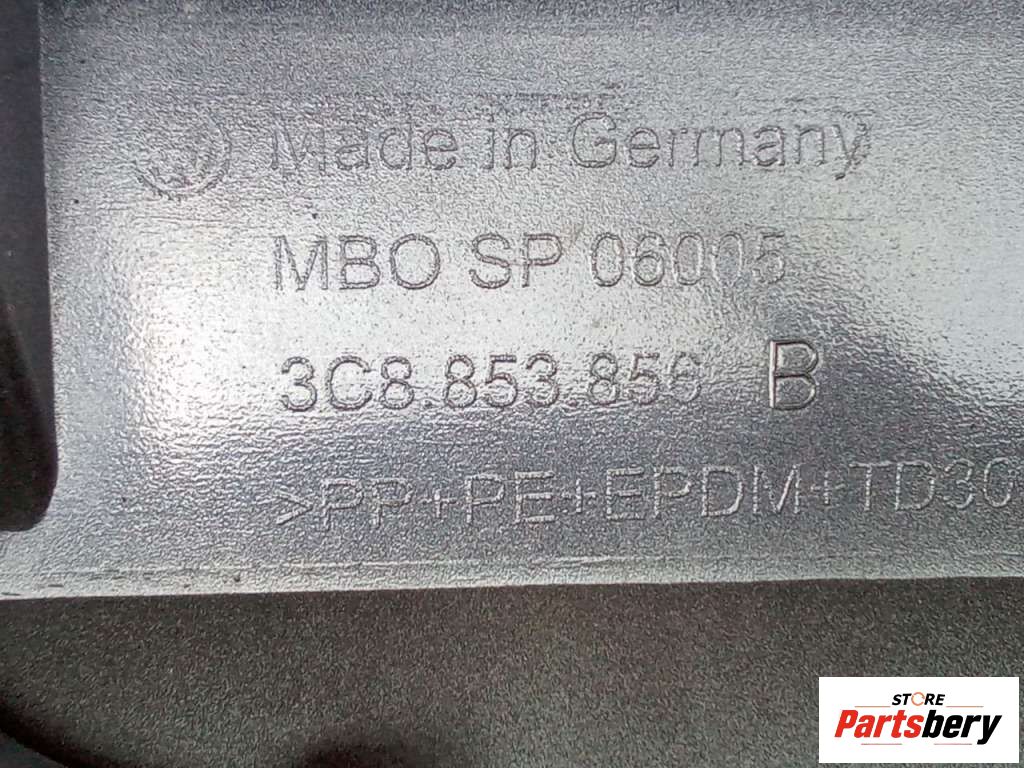 Made in Germany
MBO SP 06005
3C8.853.856 B
>PP+PE+EPDM+TD30
STORE
Partsbery